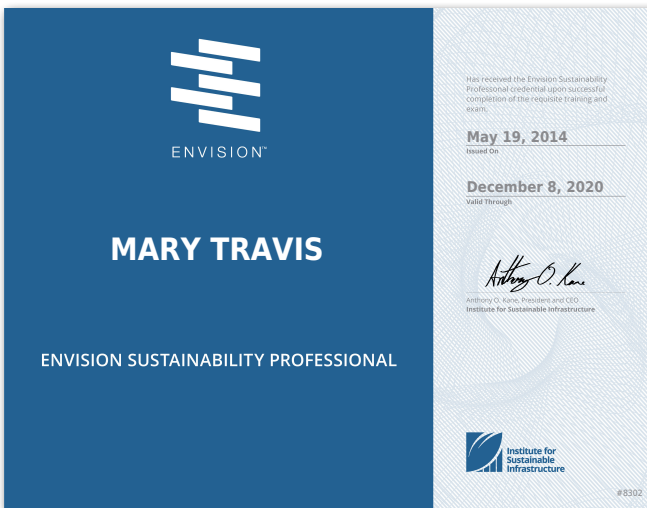 ENVISION™
MARY TRAVIS
ENVISION SUSTAINABILITY PROFESSIONAL
Has received the Envision Sustainability
Professional credential upon successful
completion of the requisite training and
exam.
May 19, 2014
Issued On
December 8, 2020
Valid Through
Anthony O. Kane
Anthony O. Kane, President and CEO
Institute for Sustainable Infrastructure
Institute for
Sustainable
Infrastructure
#8302